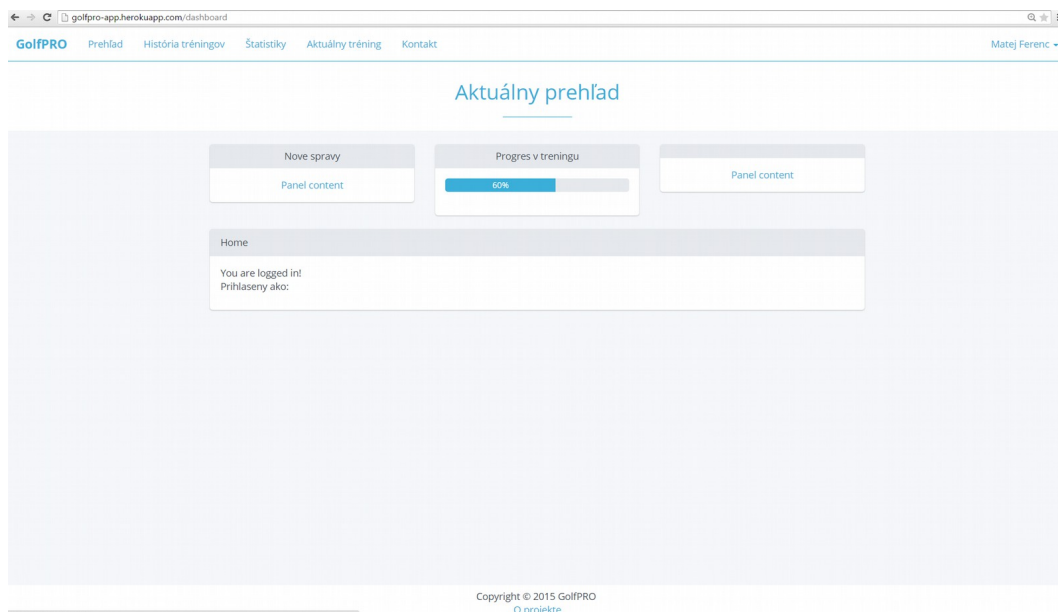 golfpro-app.herokuapp.com/dashboard
GolfPRO Prehľad História tréningov Štatistiky Aktuálny tréning Kontakt Matej Ferenc
Aktuálny prehľad
Nove spravy
Panel content
Progres v treningu
60%
Panel content
Home
You are logged in!
Prihlaseny ako:
Copyright © 2015 GolfPRO
O projekte